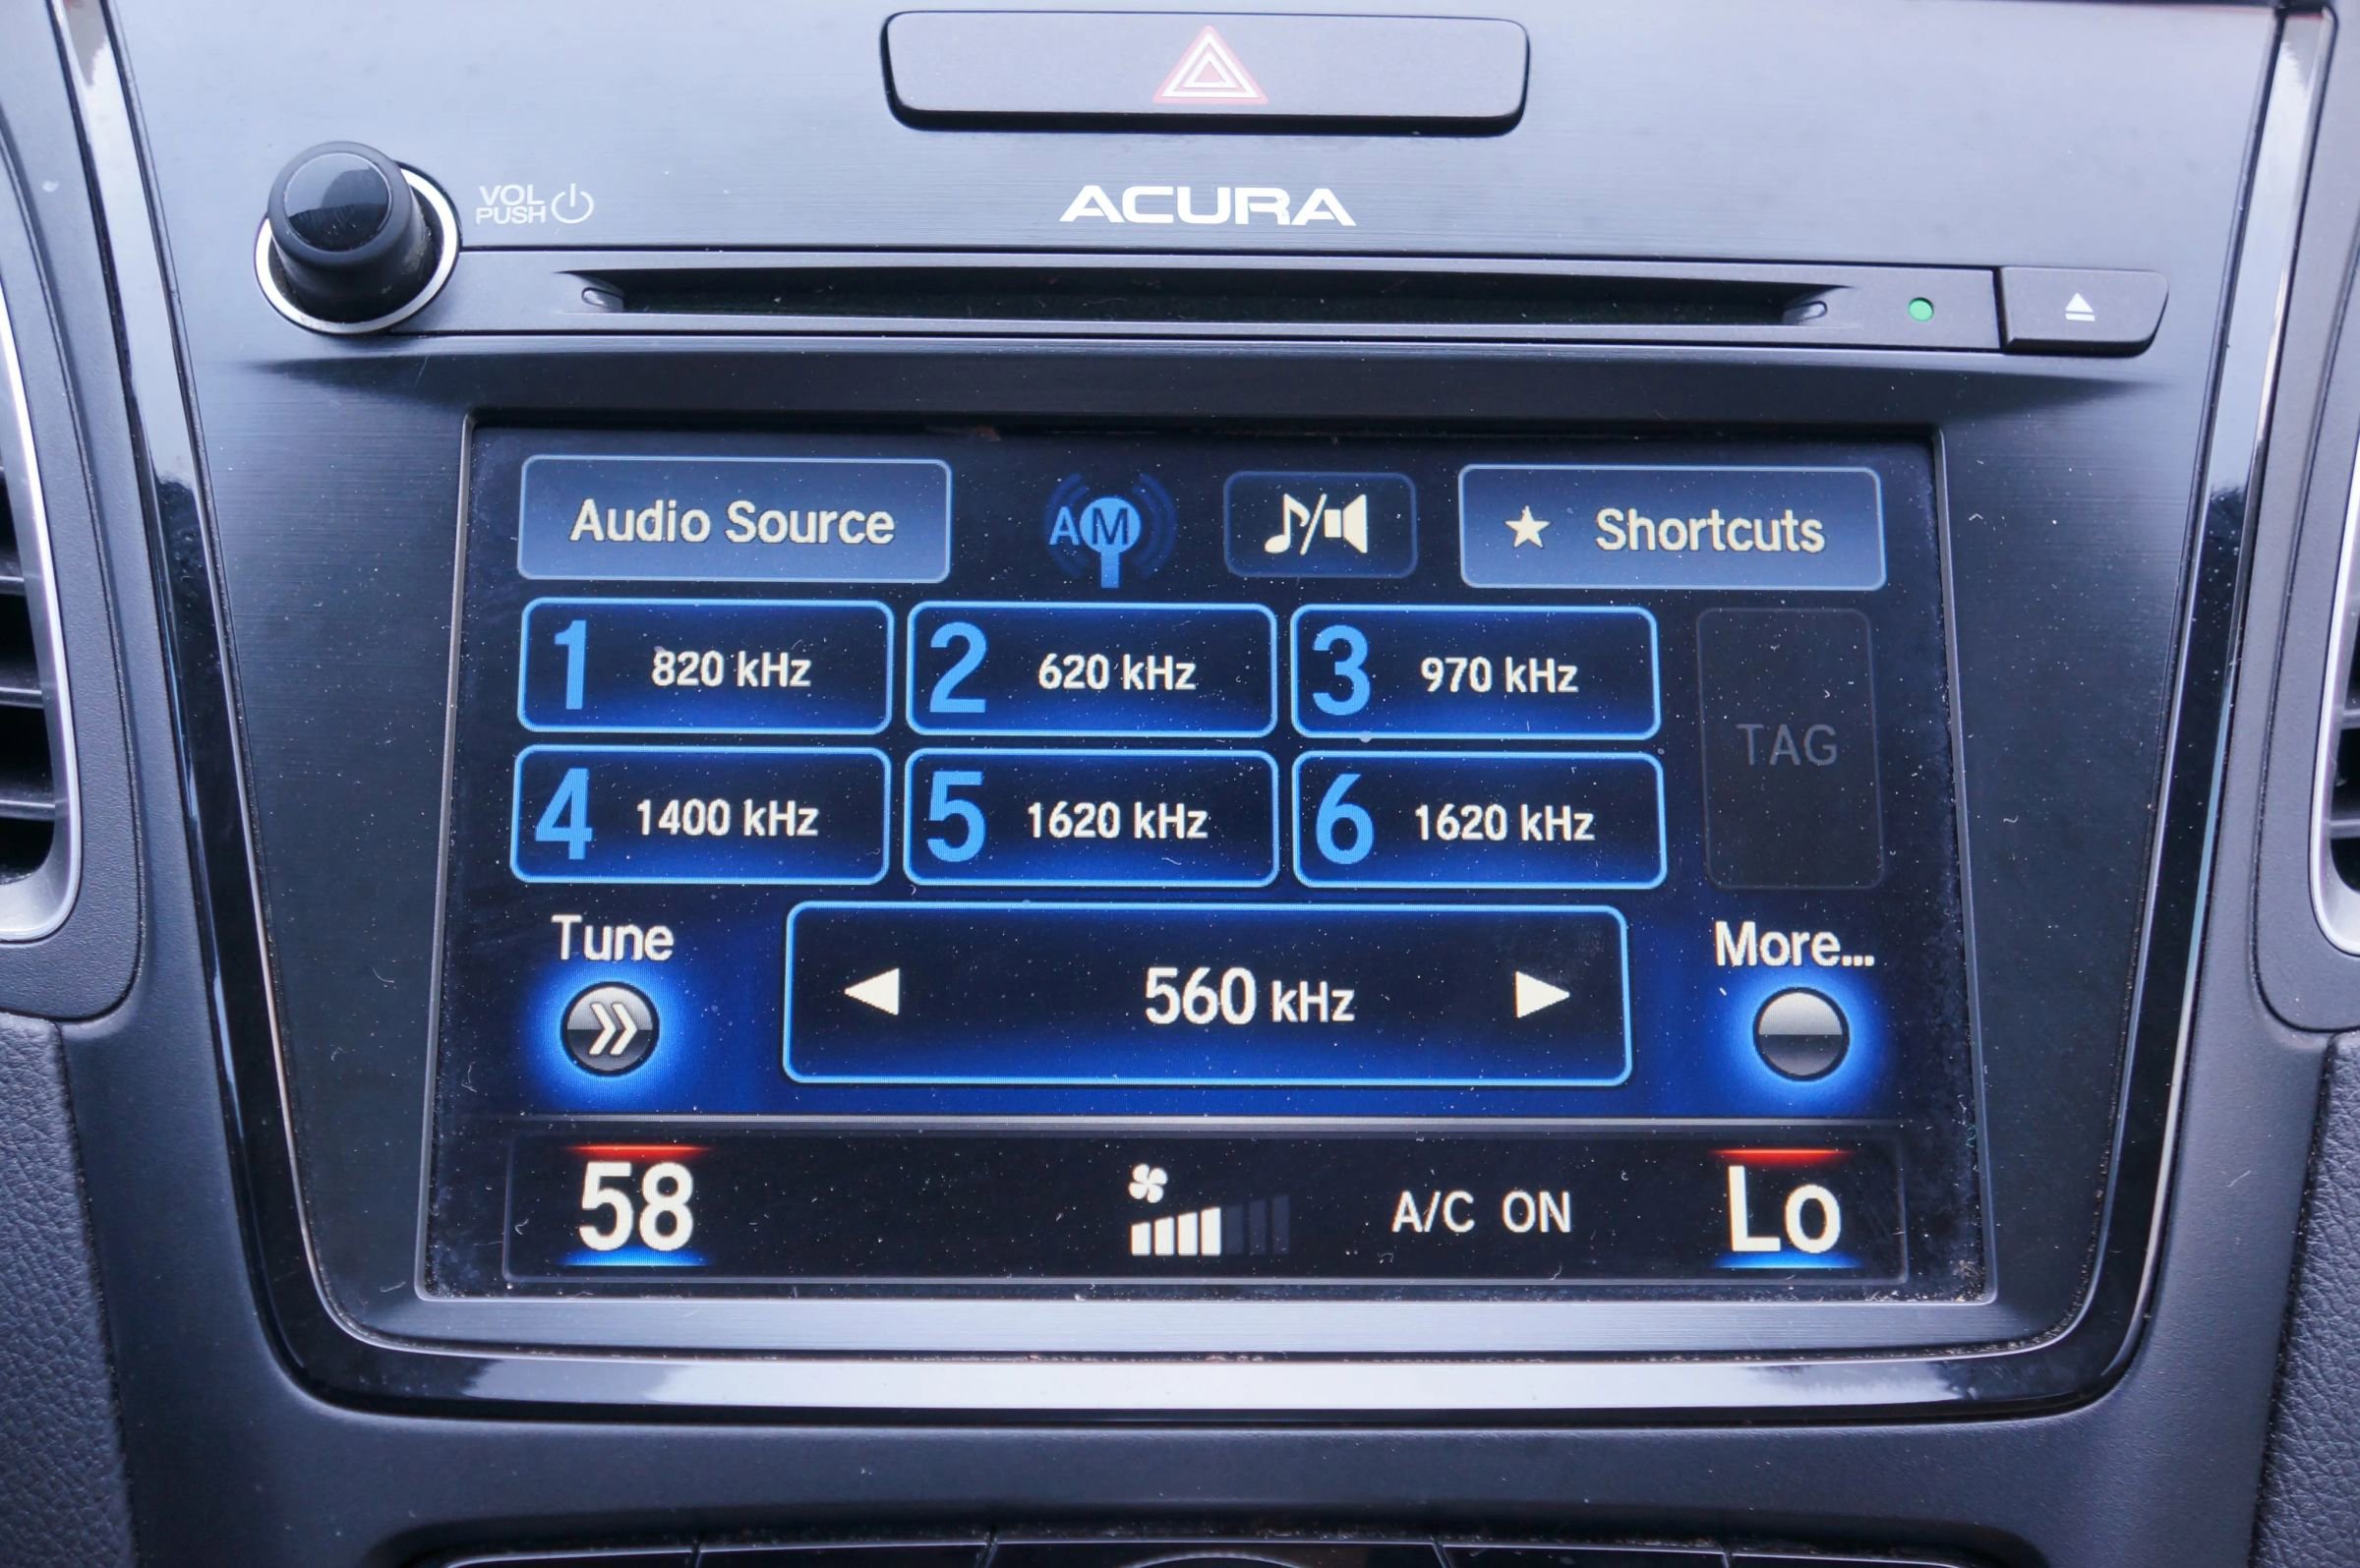 VOL
PUSH
ACURA
Audio Source
AM
Shortcuts
1 820 kHz
2 620 kHz
3 970 kHz
TAG
4 1400 kHz
5 1620 kHz
6 1620 kHz
Tune
560 kHz
More...
58
A/C ON
Lo